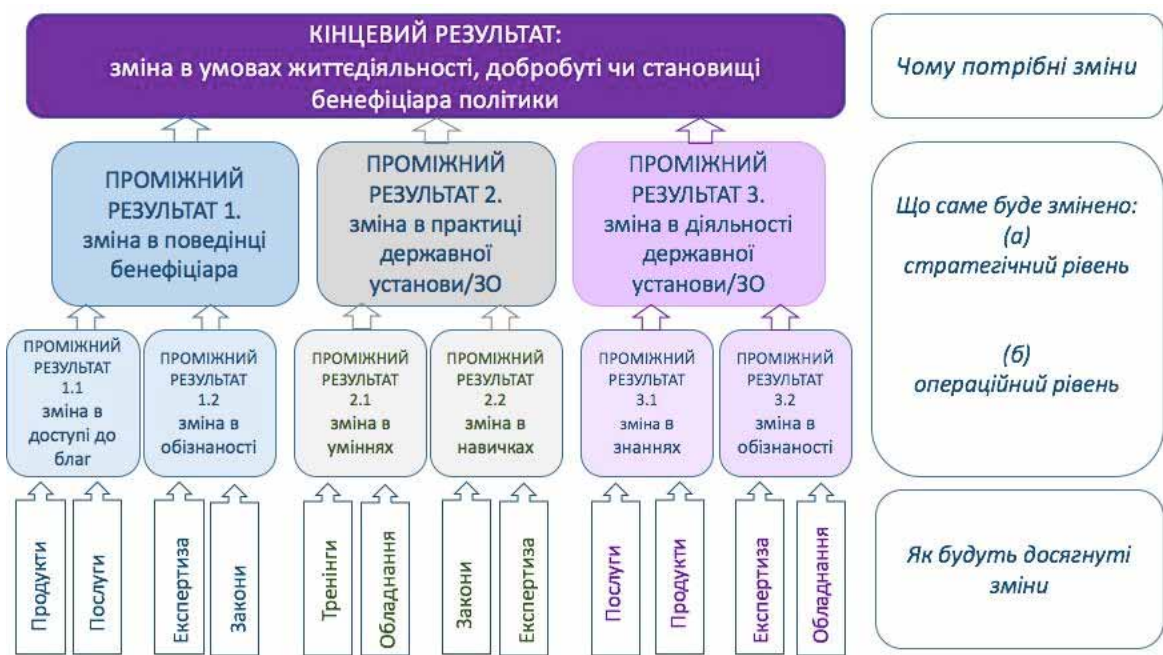 КІНЦЕВИЙ РЕЗУЛЬТАТ:
зміна в умовах життєдіяльності, добробуті чи становищі
бенефіціара політики
Чому потрібні зміни
ПРОМІЖНИЙ
РЕЗУЛЬТАТ 1.
зміна в поведінці
бенефіціара
ПРОМІЖНИЙ
РЕЗУЛЬТАТ 2.
зміна в практиці
державної
установи/ЗО
ПРОМІЖНИЙ
РЕЗУЛЬТАТ 3.
зміна в діяльності
державної
установи/ЗО
Що саме буде змінено:
(а)
стратегічний рівень
(б)
операційний рівень
ПРОМІЖНИЙ
РЕЗУЛЬТАТ
1.1
зміна в
доступі до
благ
ПРОМІЖНИЙ
РЕЗУЛЬТАТ
1.2
зміна в
обізнаності
ПРОМІЖНИЙ
РЕЗУЛЬТАТ
2.1
зміна в
уміннях
ПРОМІЖНИЙ
РЕЗУЛЬТАТ
2.2
зміна в
навичках
ПРОМІЖНИЙ
РЕЗУЛЬТАТ
3.1
зміна в
знаннях
ПРОМІЖНИЙ
РЕЗУЛЬТАТ
3.2
зміна в
обізнаності
Продукти
Послуги
Експертиза
Закони
Тренінги
Обладнання
Закони
Експертиза
Послуги
Продукти
Експертиза
Обладнання
Як будуть досягнуті
зміни